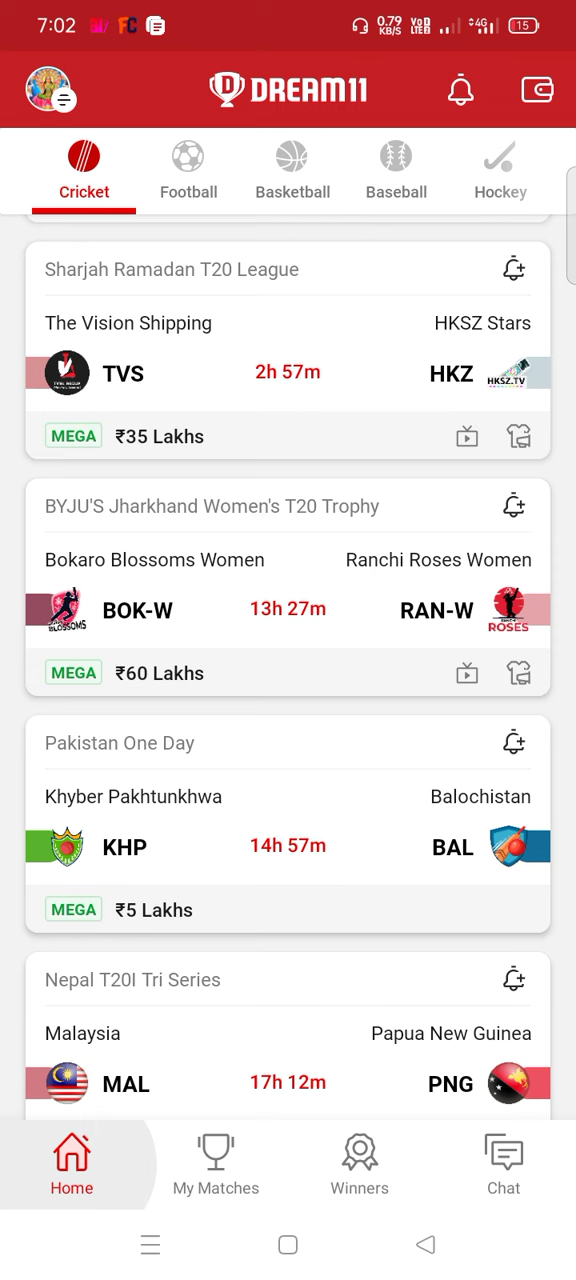 7:02
FC
0.79 KB/S
VoD LTE
4G
15
DREAM11
Cricket
Football
Basketball
Baseball
Hockey
Sharjah Ramadan T20 League
The Vision Shipping
HKSZ Stars
TVS
2h 57m
HKZ
HKSZ.TV
MEGA
₹35 Lakhs
BYJU'S Jharkhand Women's T20 Trophy
Bokaro Blossoms Women
Ranchi Roses Women
BLOSSOMS
BOK-W
13h 27m
RAN-W
ROSES
MEGA
₹60 Lakhs
Pakistan One Day
Khyber Pakhtunkhwa
Balochistan
KHP
14h 57m
BAL
MEGA
₹5 Lakhs
Nepal T20I Tri Series
Malaysia
Papua New Guinea
MAL
17h 12m
PNG
Home
My Matches
Winners
Chat